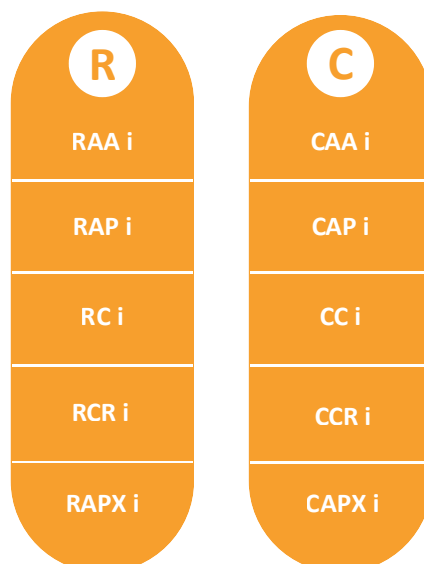 R
RAA i
RAP i
RC i
RCR i
RAPX i
C
CAA i
CAP i
CC i
CCR i
CAPX i